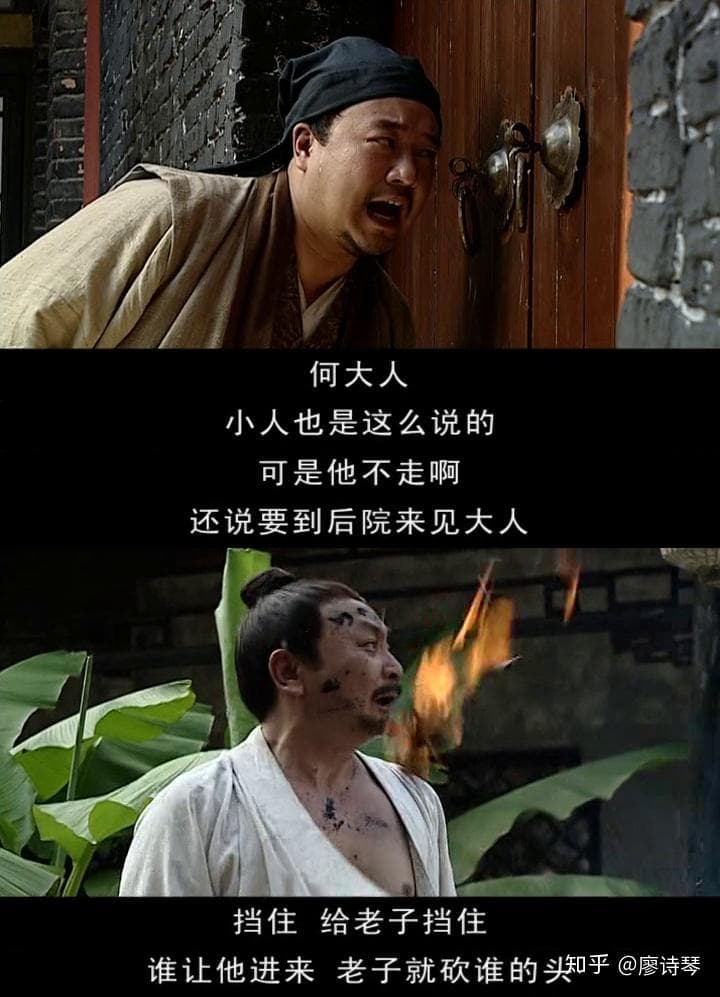 何大人
小人也是这么说的
可是他不走啊
还说要到后院来见大人
挡住 给老子挡住
谁让他进来 老子就砍谁的头
知乎 @廖诗琴